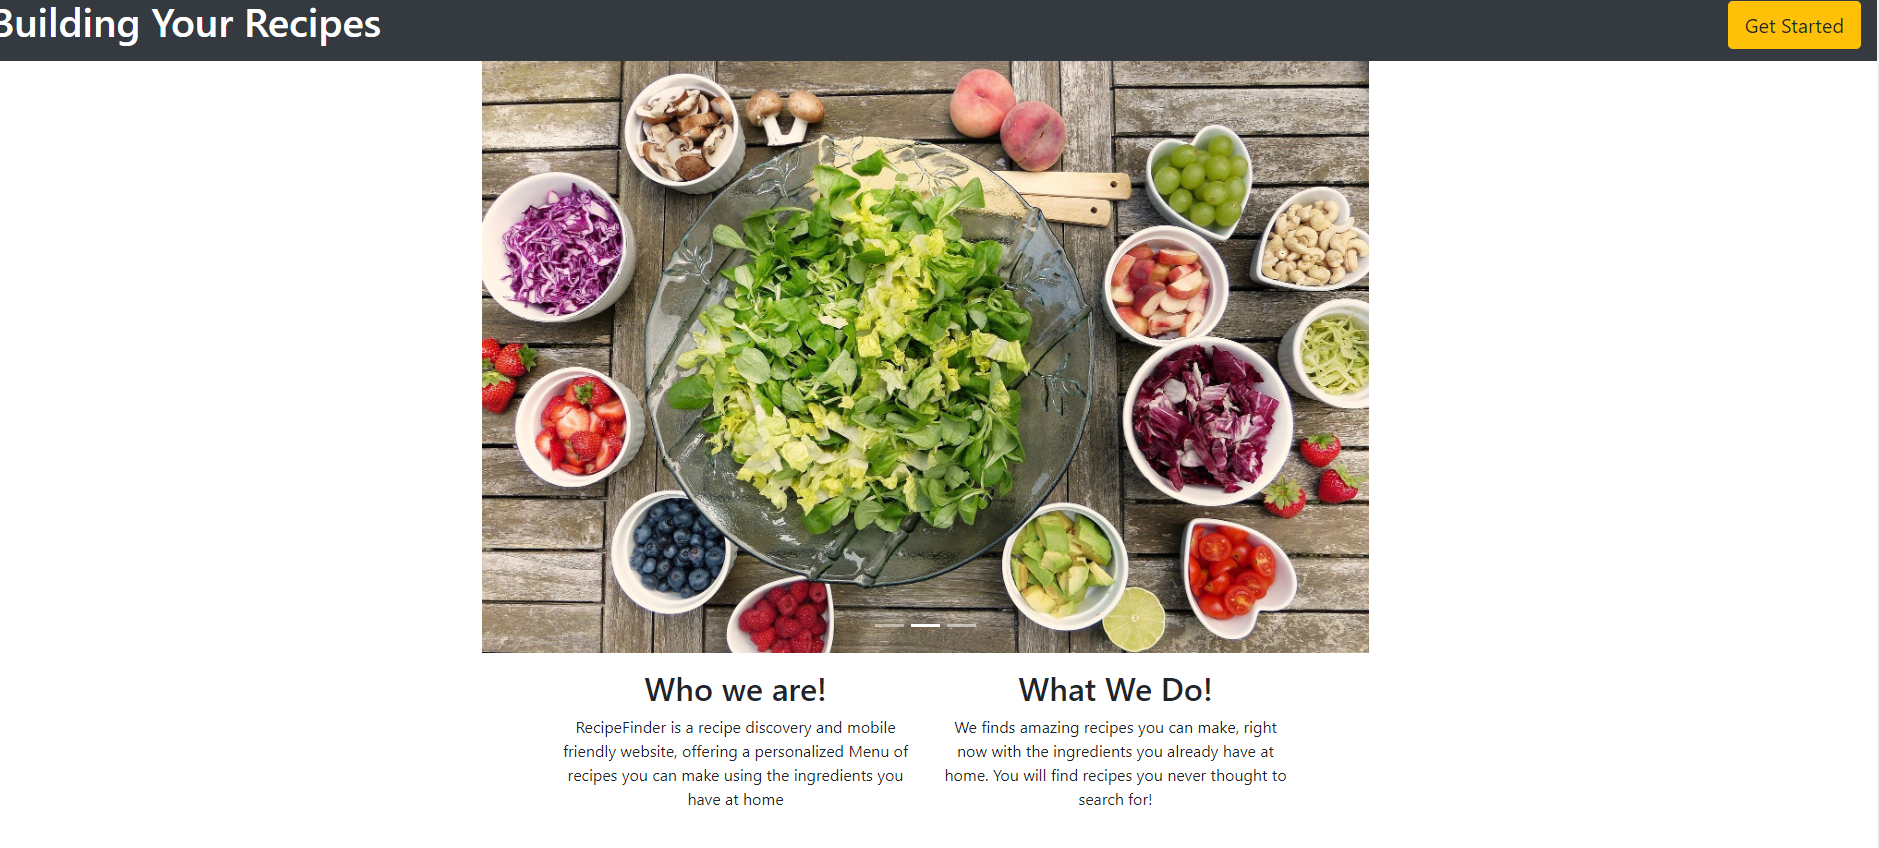 Building Your Recipes
Get Started
Who we are!
RecipeFinder is a recipe discovery and mobile
friendly website, offering a personalized Menu of
recipes you can make using the ingredients you
have at home
What We Do!
We finds amazing recipes you can make, right
now with the ingredients you already have at
home. You will find recipes you never thought to
search for!